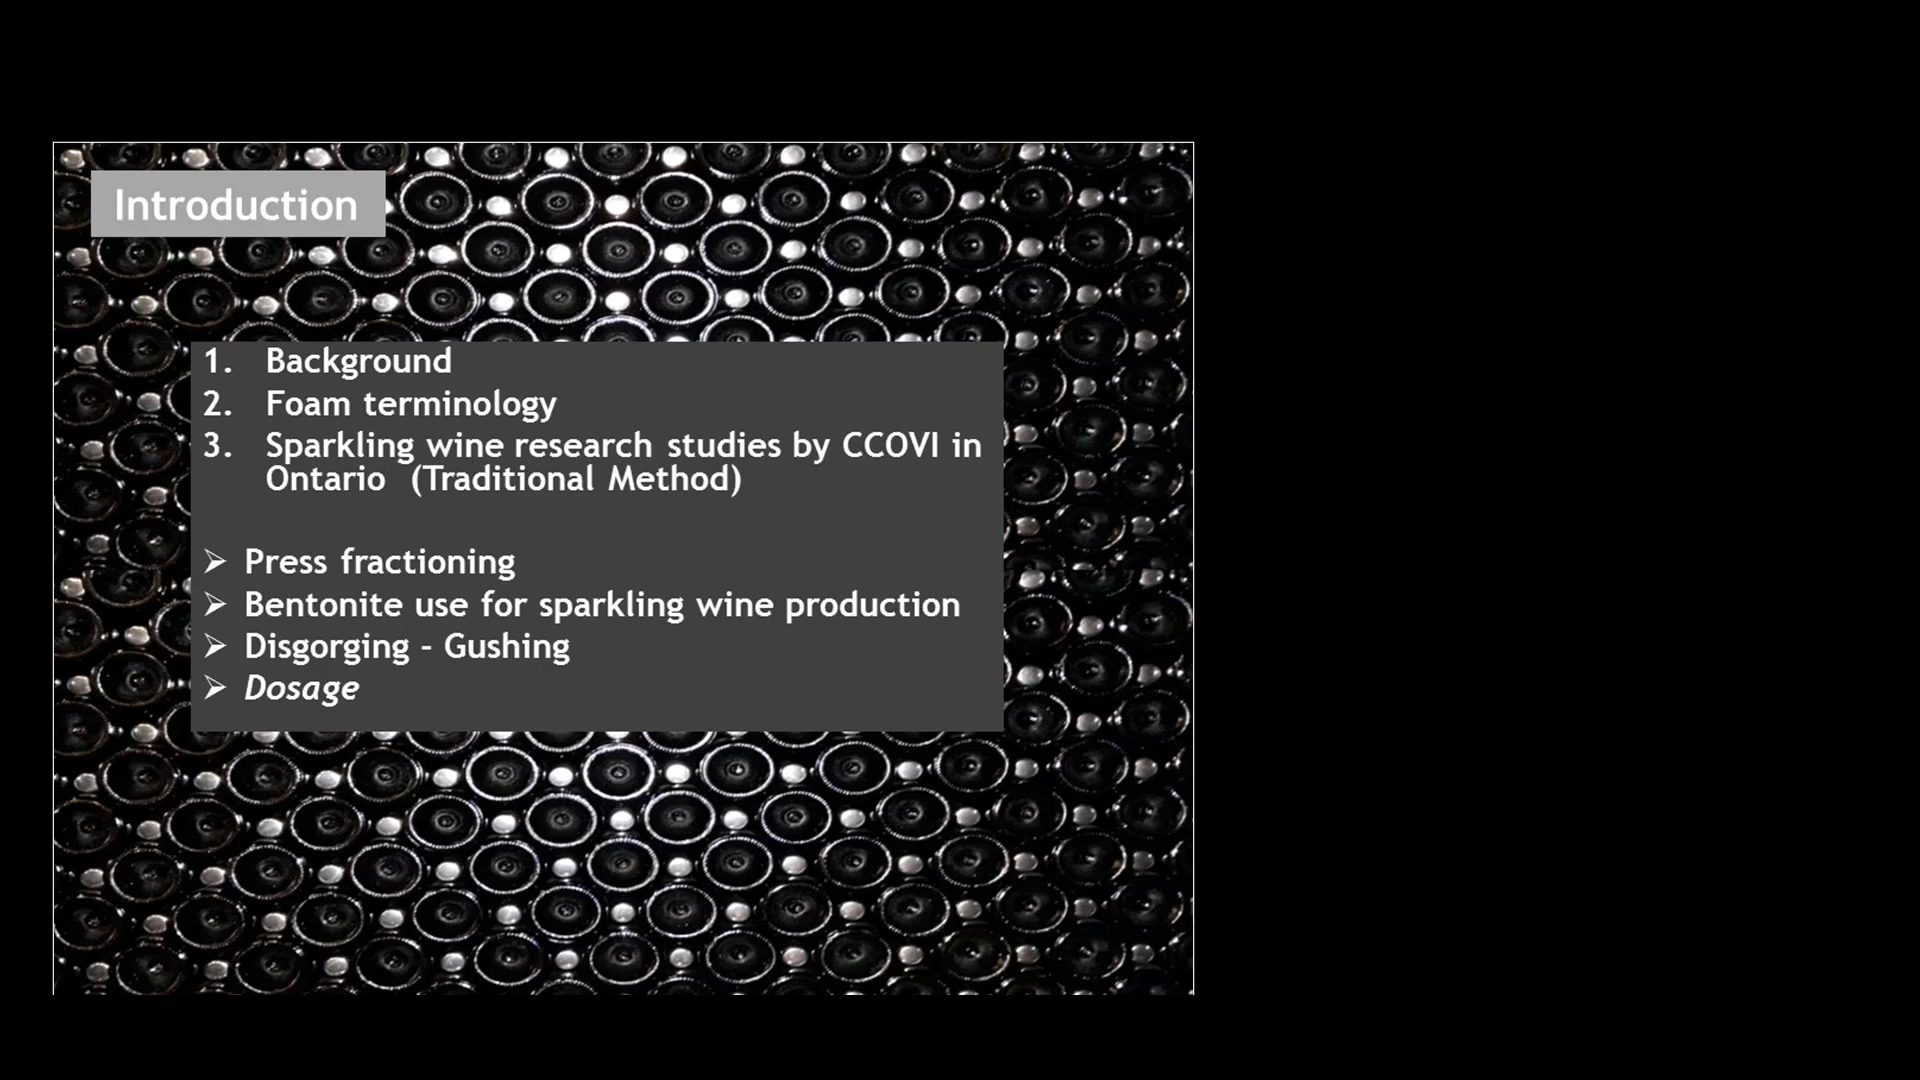 Introduction
1. Background
2. Foam terminology
3. Sparkling wine research studies by CCOVI in
Ontario (Traditional Method)
➢ Press fractioning
➢ Bentonite use for sparkling wine production
➢ Disgorging - Gushing
➢ Dosage